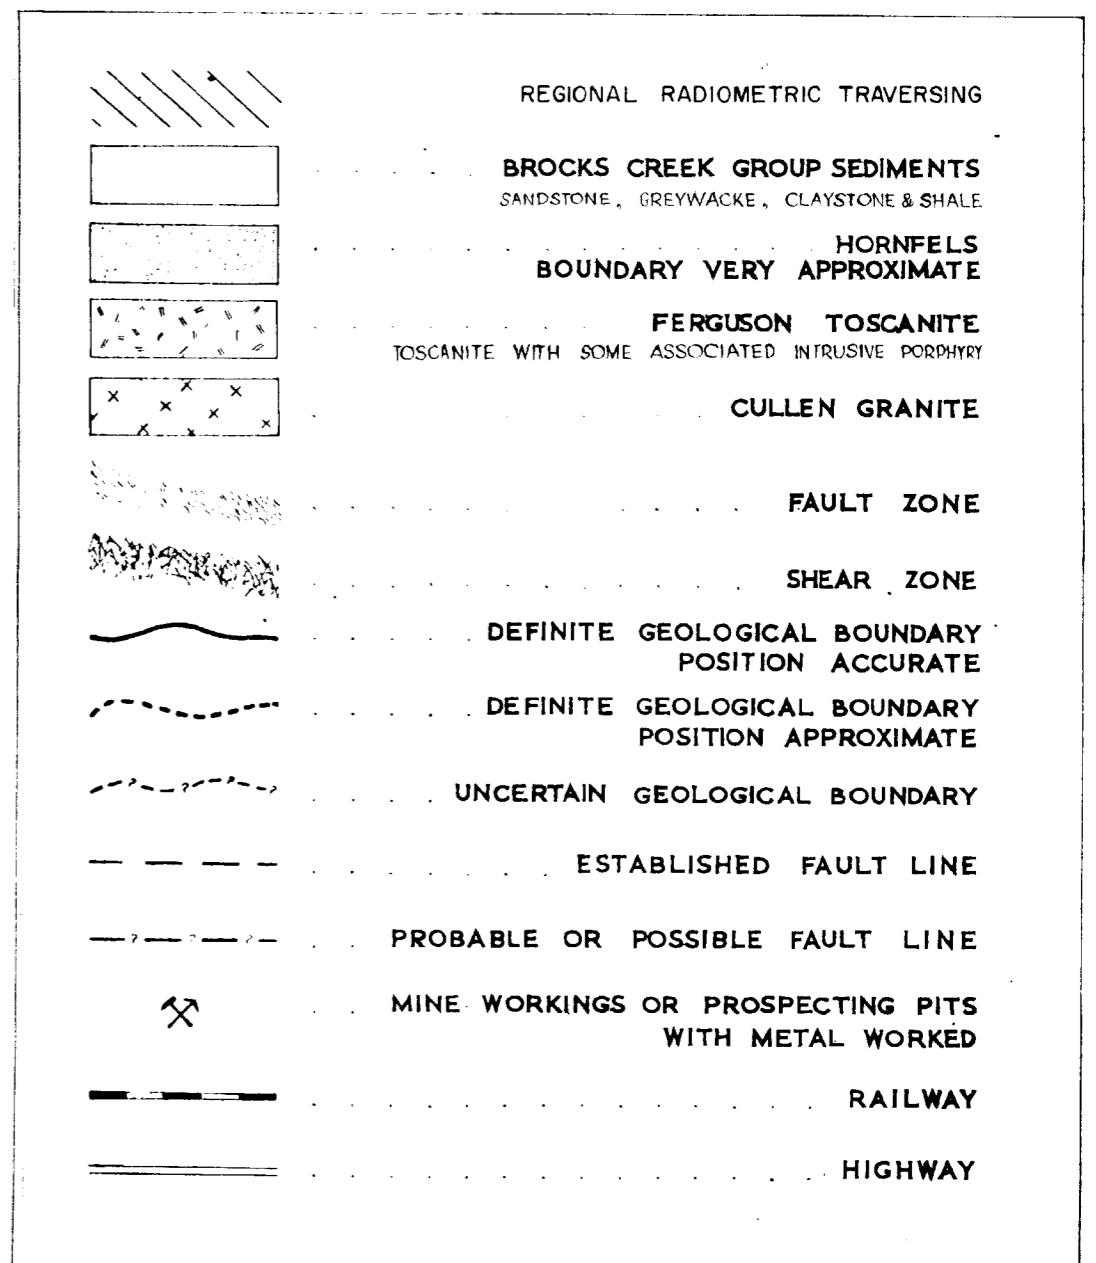 REGIONAL RADIOMETRIC TRAVERSING
BROCKS CREEK GROUP SEDIMENTS
SANDSTONE, GREYWACKE, CLAYSTONE & SHALE
HORNFELS
BOUNDARY VERY APPROXIMATE
FERGUSON TOSCANITE
TOSCANITE WITH SOME ASSOCIATED INTRUSIVE PORPHYRY
CULLEN GRANITE
FAULT ZONE
SHEAR ZONE
DEFINITE GEOLOGICAL BOUNDARY
POSITION ACCURATE
DEFINITE GEOLOGICAL BOUNDARY
POSITION APPROXIMATE
UNCERTAIN GEOLOGICAL BOUNDARY
ESTABLISHED FAULT LINE
PROBABLE OR POSSIBLE FAULT LINE
MINE WORKINGS OR PROSPECTING PITS
WITH METAL WORKED
RAILWAY
HIGHWAY